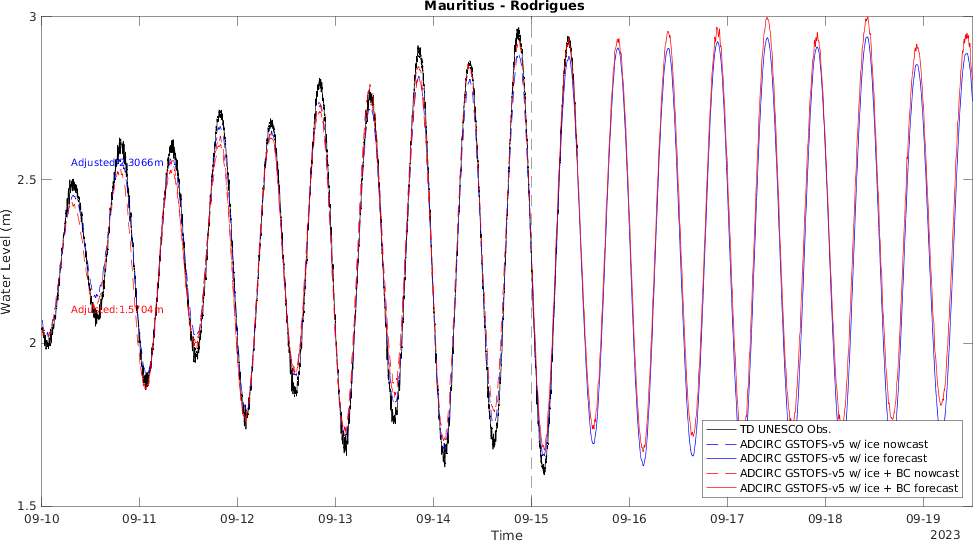 Mauritius - Rodrigues
3
2.5
2
1.5
Water Level (m)
Adjusted:2.3066m
Adjusted:1.5704m
TD UNESCO Obs.
ADCIRC GSTOFS-v5 w/ ice nowcast
ADCIRC GSTOFS-v5 w/ ice forecast
ADCIRC GSTOFS-v5 w/ ice + BC nowcast
ADCIRC GSTOFS-v5 w/ ice + BC forecast
09-10 09-11 09-12 09-13 09-14 09-15 09-16 09-17 09-18 09-19
Time
2023